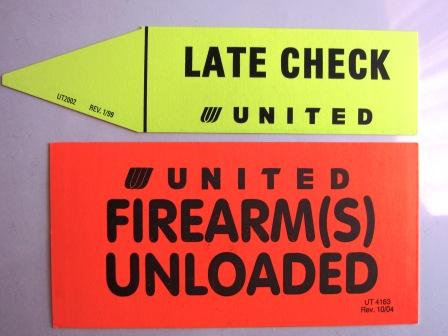 LATE CHECK
UT2002 REV. 1/99
UNITED
UNITED
FIREARM(S)
UNLOADED
UT 4163
Rev. 10/04